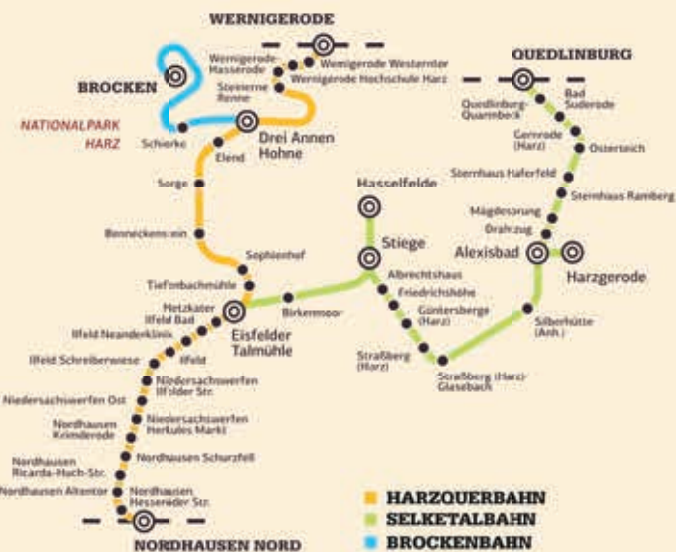 WERNIGERODE
Wernigerode
Hasserode
Wernigerode Westerntor
Wernigerode Hochschule Harz
Steinerne
Renne
BROCKEN
NATIONALPARK
HARZ
Schierke
Drei Annen
Hohne
Elend
Sorge
Benneckenstein
Sophienhof
Tiefenbachmühle
QUEDLINBURG
Quedlinburg-
Quarmbeck
Bad
Suderode
Gernrode
(Harz)
Osterteich
Sternhaus Haferfeld
Sternhaus Ramberg
Mägdesprung
Drahtzug
Alexisbad
Harzgerode
Hasselfelde
Stiege
Albrechtshaus
Friedrichshöhe
Güntersberge
(Harz)
Birkenmoor
Silberhütte
(Anh.)
Straßberg
(Harz)
Straßberg (Harz)-
Glasebach
Eisfelder
Talmühle
Netzkater
Ilfeld Bad
Ilfeld Neanderklinik
Ilfeld
Ilfeld Schreiberwiese
Niedersachswerfen
Ilfelder Str.
Niedersachswerfen Ost
Niedersachswerfen
Herkules Markt
Nordhausen
Krimderode
Nordhausen Schurzfell
Nordhausen
Ricarda-Huch-Str.
Nordhausen Altentor
Nordhausen
Hesseröder Str.
NORDHAUSEN NORD
HARZQUERBAHN
SELKETALBAHN
BROCKENBAHN